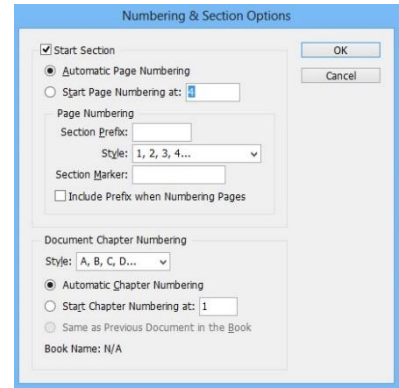 Numbering & Section Options
Start Section
Automatic Page Numbering
Start Page Numbering at: 4
Page Numbering
Section Prefix:
Style: 1, 2, 3, 4...
Section Marker:
Include Prefix when Numbering Pages
Document Chapter Numbering
Style: A, B, C, D...
Automatic Chapter Numbering
Start Chapter Numbering at: 1
Same as Previous Document in the Book
Book Name: N/A
OK
Cancel